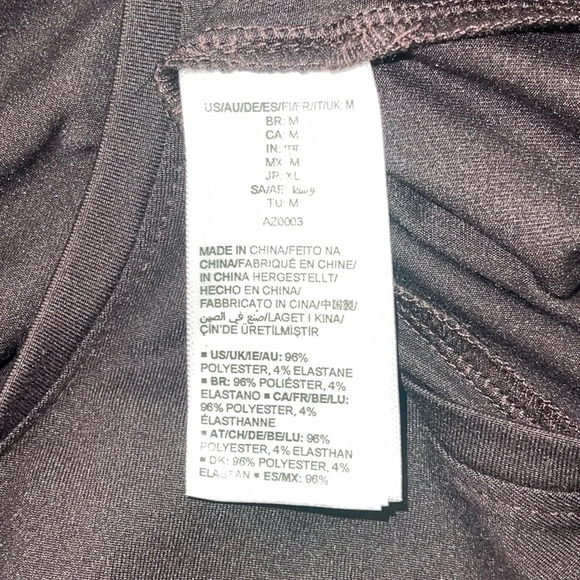 US/AU/DE/ES/FI/FR/IT/UK: M
BR: M
CA: M
IN: एम
MX: M
JP: XL
SA/AE: وسط
TU: M
AZ0003
MADE IN CHINA/FEITO NA
CHINA/FABRIQUÉ EN CHINE/
IN CHINA HERGESTELLT/
HECHO EN CHINA/
FABBRICATO IN CINA/中国製/
صنع في الصين/LAGET I KINA/
ÇİN'DE ÜRETİLMİŞTİR
▪ US/UK/IE/AU: 96%
POLYESTER, 4% ELASTANE
▪ BR: 96% POLIÉSTER, 4%
ELASTANO ▪ CA/FR/BE/LU:
96% POLYESTER, 4%
ÉLASTHANNE
▪ AT/CH/DE/BE/LU: 96%
POLYESTER, 4% ELASTHAN
▪ DK: 96% POLYESTER, 4%
ELASTAN ▪ ES/MX: 96%